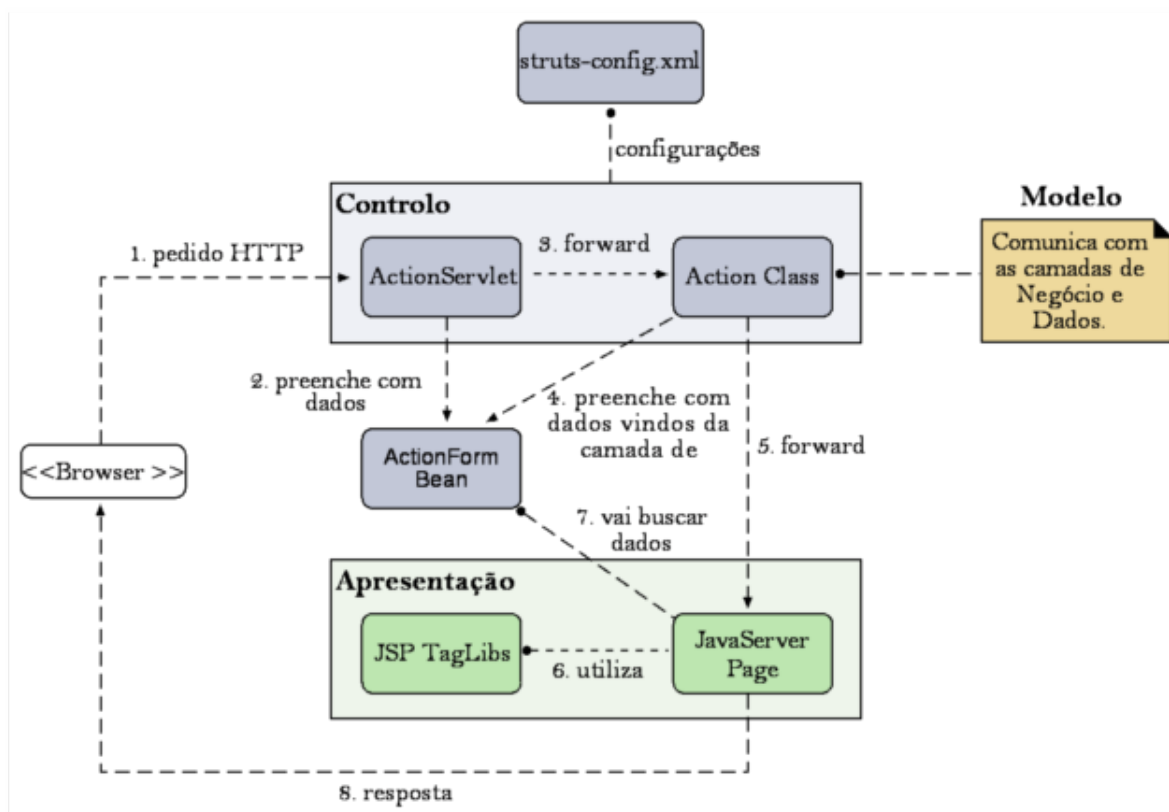 struts-config.xml
configurações
Controlo
Modelo
1. pedido HTTP
ActionServlet
3. forward
Action Class
Comunica com
as camadas de
Negócio e
Dados.
2. preenche com
dados
4. preenche com
dados vindos da
camada de
5. forward
ActionForm
Bean
<<Browser >>
7. vai buscar
dados
Apresentação
JSP TagLibs
6. utiliza
JavaServer
Page
8. resposta